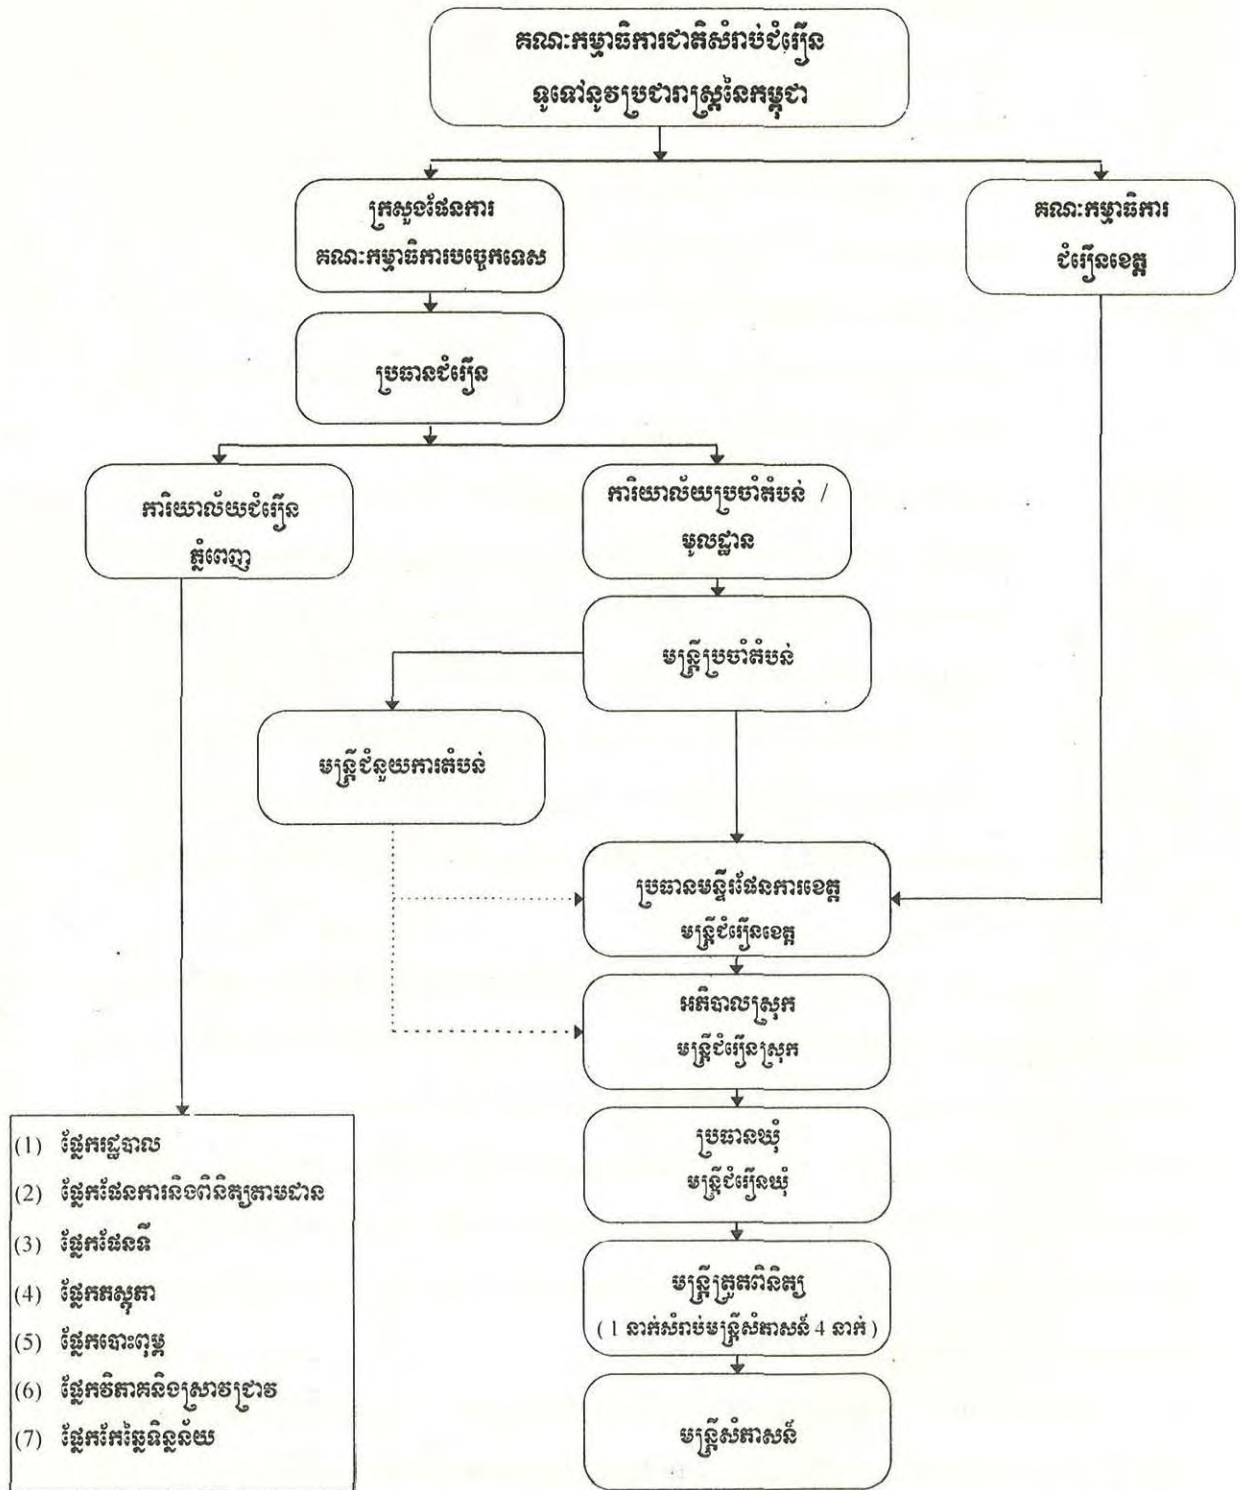 គណៈកម្មាធិការជាតិសំរាប់ជំរឿន
ទូទៅនូវប្រជារាស្ត្រនៃកម្ពុជា
ក្រសួងផែនការ
គណៈកម្មាធិការបច្ចេកទេស
គណៈកម្មាធិការ
ជំរឿនខេត្ត
ប្រធានជំរឿន
ការិយាល័យជំរឿន
ភ្នំពេញ
ការិយាល័យប្រចាំតំបន់ /
មូលដ្ឋាន
មន្ត្រីប្រចាំតំបន់
មន្ត្រីជំនួយការតំបន់
ប្រធានមន្ទីរផែនការខេត្ត
មន្ត្រីជំរឿនខេត្ត
អភិបាលស្រុក
មន្ត្រីជំរឿនស្រុក
ប្រធានឃុំ
មន្ត្រីជំរឿនឃុំ
មន្ត្រីត្រួតពិនិត្យ
( 1 នាក់សំរាប់មន្ត្រីសំភាសន៍ 4 នាក់ )
មន្ត្រីសំភាសន៍
(1) ផ្នែករដ្ឋបាល
(2) ផ្នែកផែនការនិងពិនិត្យតាមដាន
(3) ផ្នែកផែនទី
(4) ផ្នែកភស្តុភា
(5) ផ្នែកបោះពុម្ព
(6) ផ្នែកវិភាគនិងស្រាវជ្រាវ
(7) ផ្នែកកែឆ្នៃទិន្នន័យ